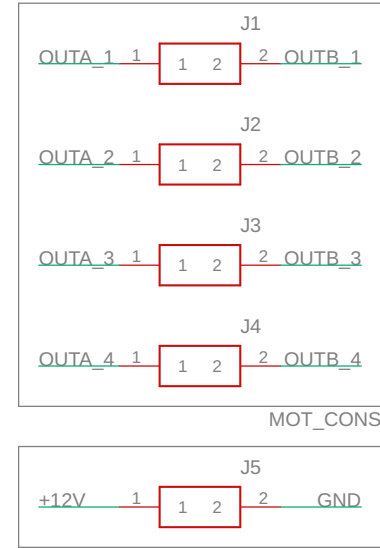 J1
OUTA_1 1 1 2 2 OUTB_1
J2
OUTA_2 1 1 2 2 OUTB_2
J3
OUTA_3 1 1 2 2 OUTB_3
J4
OUTA_4 1 1 2 2 OUTB_4
MOT_CONS
J5
+12V 1 1 2 2 GND